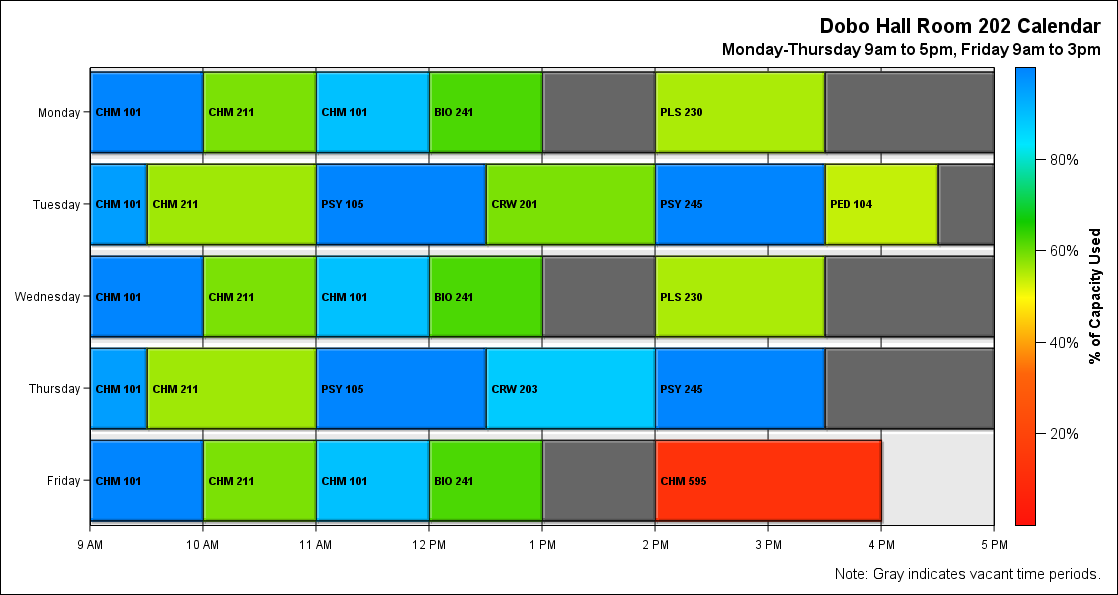 Dobo Hall Room 202 Calendar
Monday-Thursday 9am to 5pm, Friday 9am to 3pm
Monday
CHM 101 CHM 211 CHM 101 BIO 241 PLS 230
Tuesday
CHM 101 CHM 211 PSY 105 CRW 201 PSY 245 PED 104
Wednesday
CHM 101 CHM 211 CHM 101 BIO 241 PLS 230
Thursday
CHM 101 CHM 211 PSY 105 CRW 203 PSY 245
Friday
CHM 101 CHM 211 CHM 101 BIO 241 CHM 595
9 AM 10 AM 11 AM 12 PM 1 PM 2 PM 3 PM 4 PM 5 PM
80%
60%
40%
20%
% of Capacity Used
Note: Gray indicates vacant time periods.